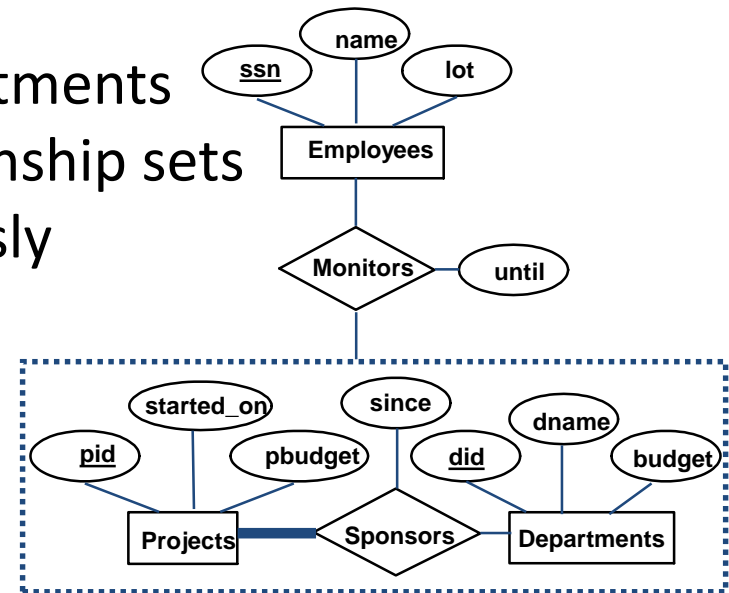 name
ssn
lot
tments
Employees
nship sets
sly
Monitors
until
started_on
since
dname
pid
pbudget
did
budget
Projects
Sponsors
Departments